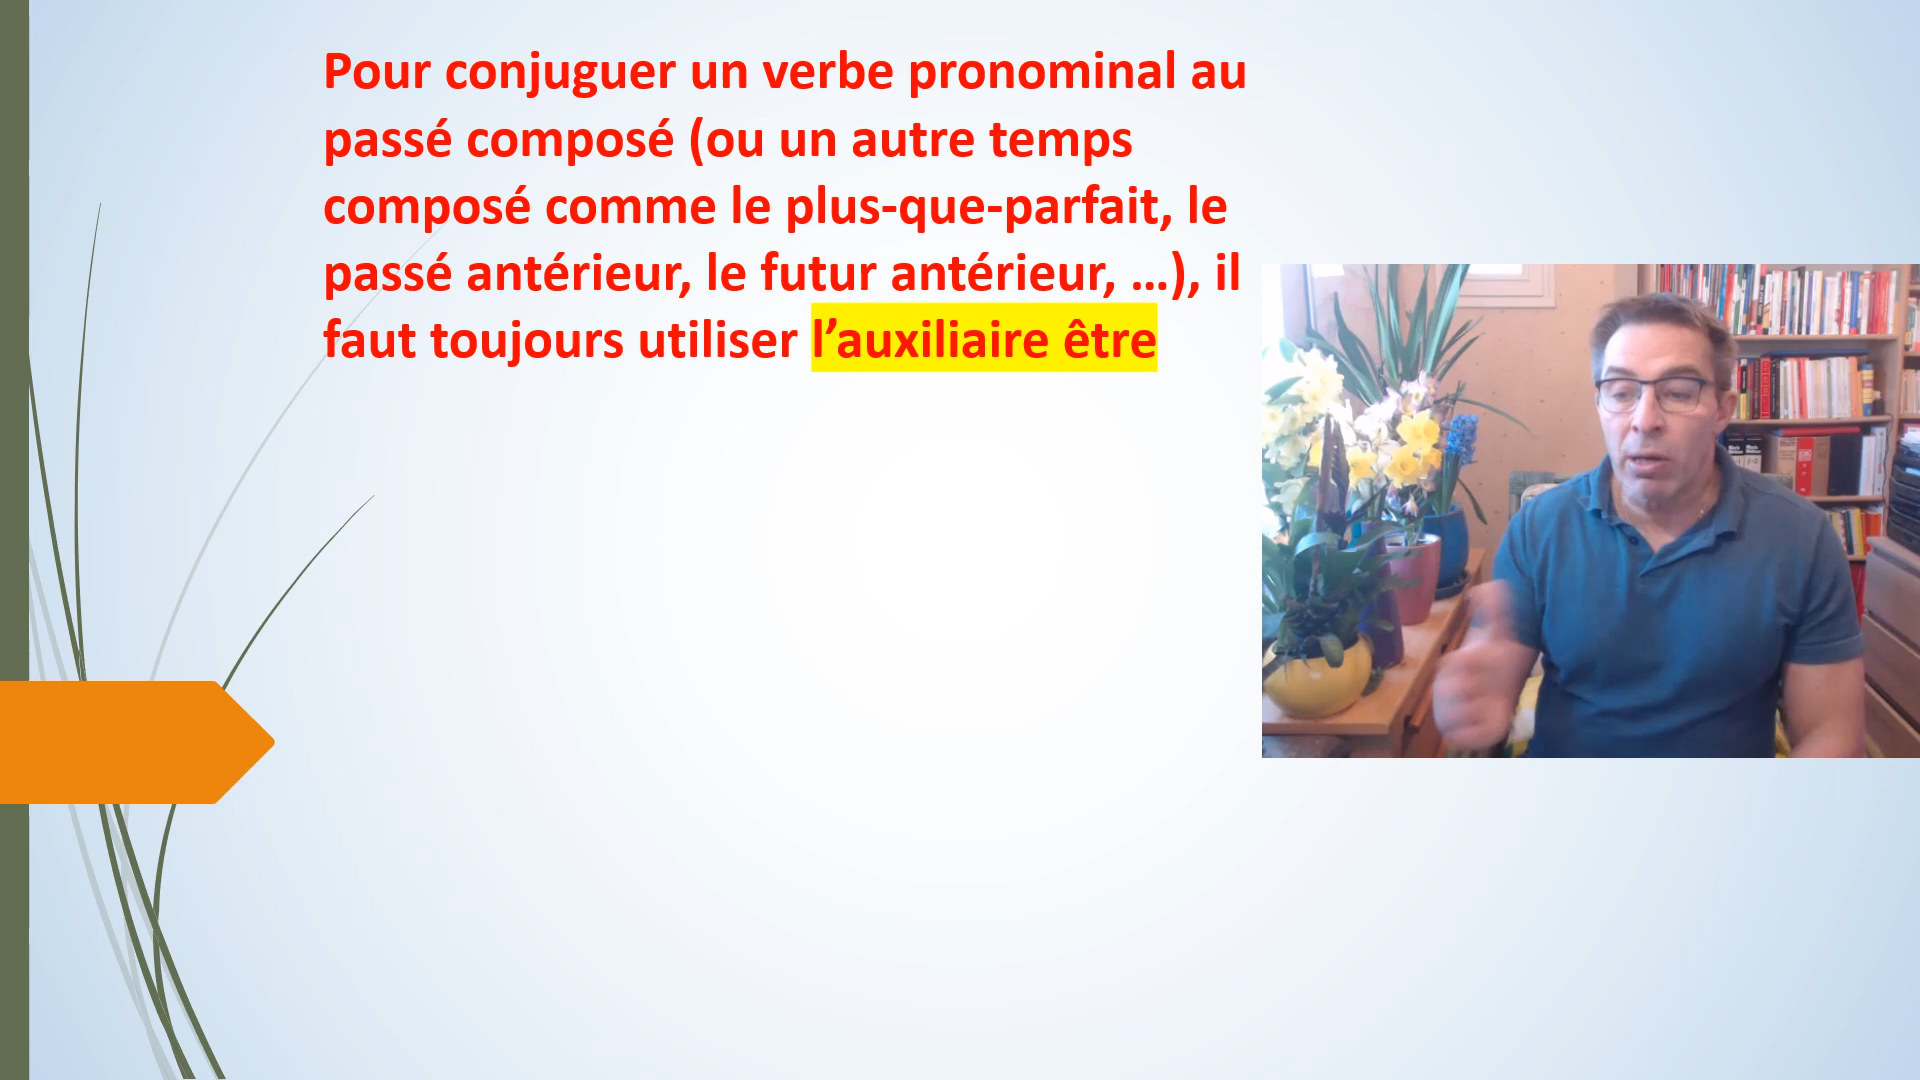 Pour conjuguer un verbe pronominal au
passé composé (ou un autre temps
composé comme le plus-que-parfait, le
passé antérieur, le futur antérieur, …), il
faut toujours utiliser l’auxiliaire être